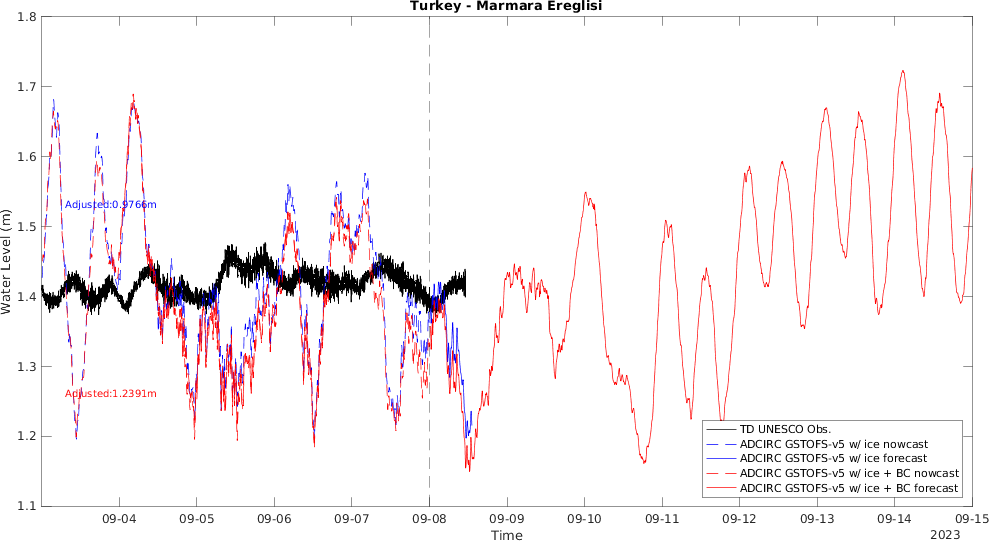 Turkey - Marmara Ereglisi
1.8
1.7
1.6
1.5
1.4
1.3
1.2
1.1
Water Level (m)
Adjusted:0.9766m
Adjusted:1.2391m
TD UNESCO Obs.
ADCIRC GSTOFS-v5 w/ ice nowcast
ADCIRC GSTOFS-v5 w/ ice forecast
ADCIRC GSTOFS-v5 w/ ice + BC nowcast
ADCIRC GSTOFS-v5 w/ ice + BC forecast
09-04 09-05 09-06 09-07 09-08 09-09 09-10 09-11 09-12 09-13 09-14 09-15
Time
2023